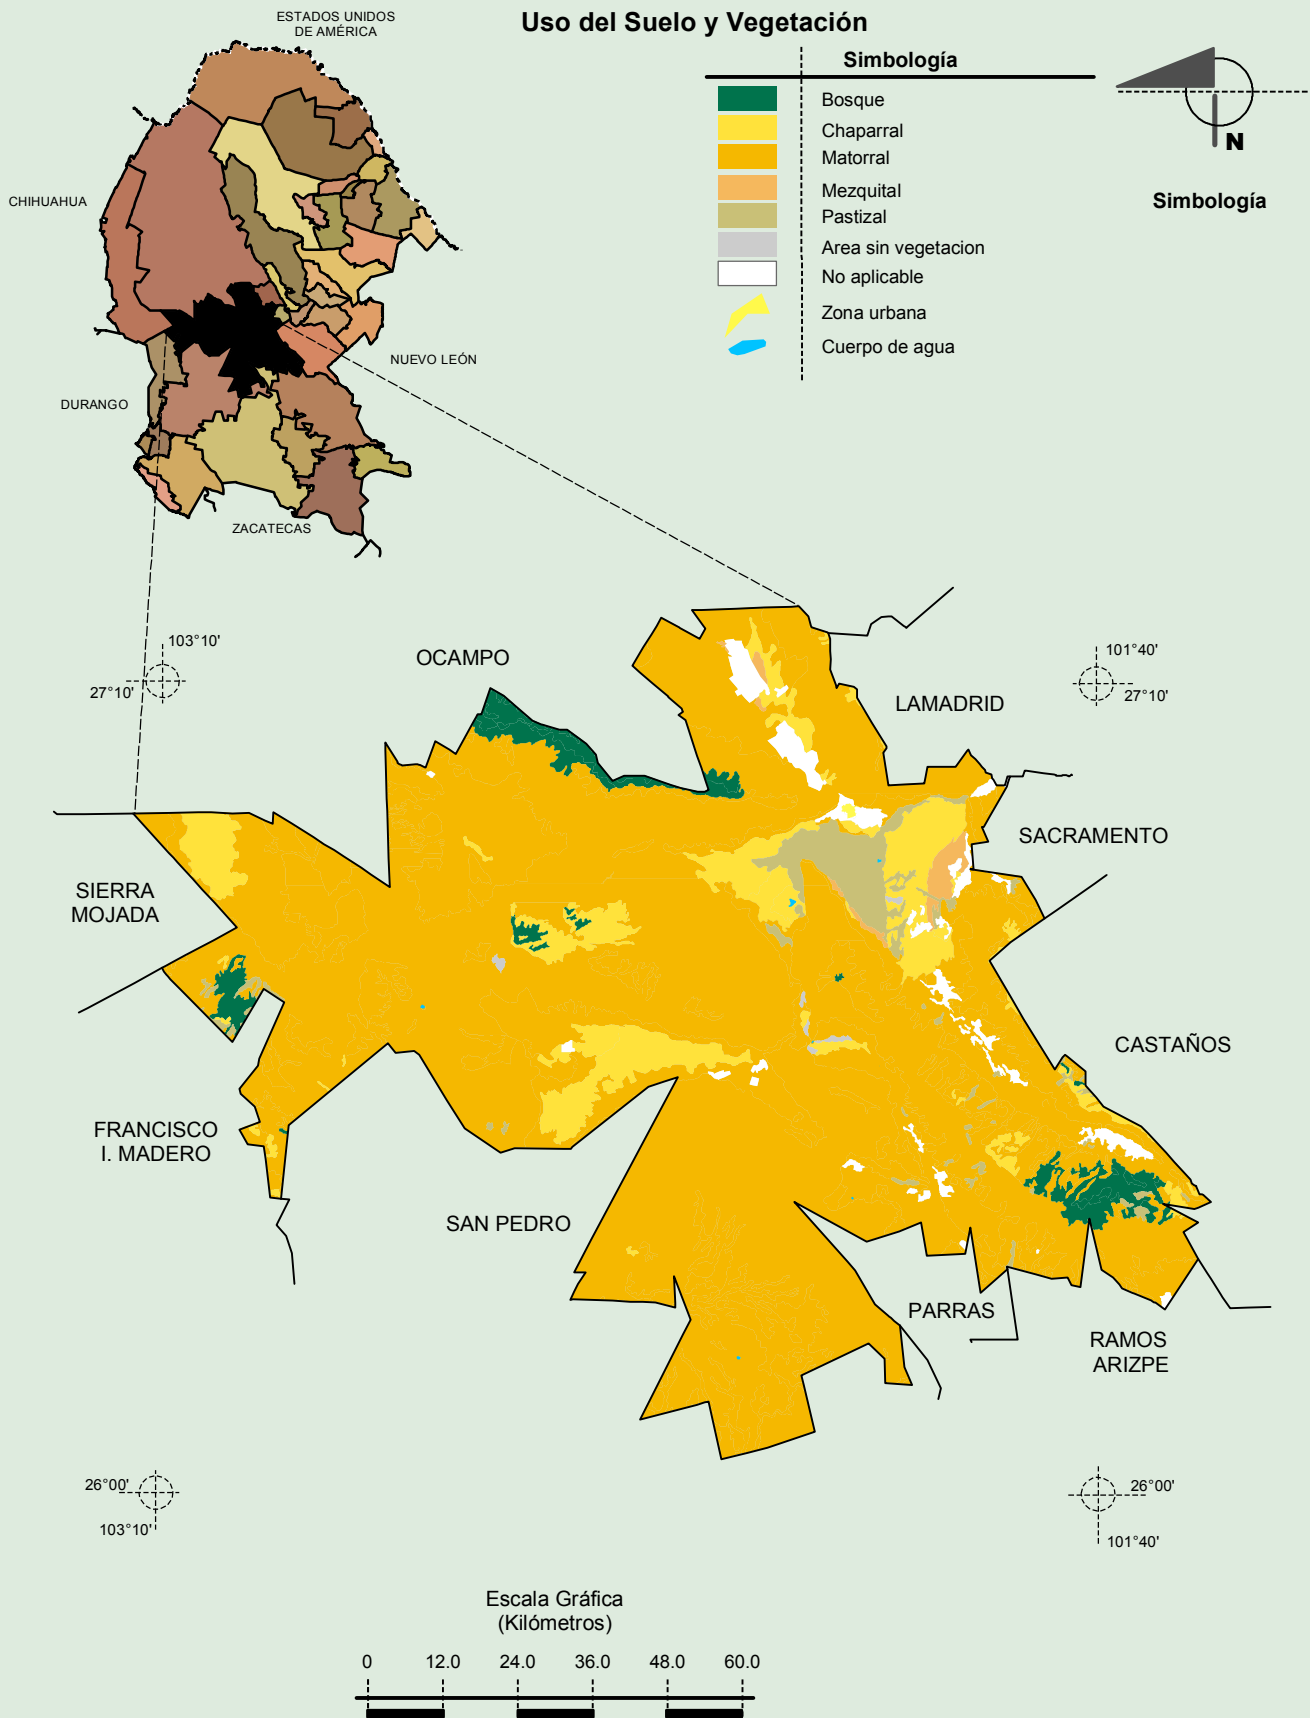 Uso del Suelo y Vegetación
ESTADOS UNIDOS
DE AMÉRICA
CHIHUAHUA
NUEVO LEÓN
DURANGO
ZACATECAS
Simbología
Bosque
Chaparral
Matorral
Mezquital
Pastizal
Area sin vegetacion
No aplicable
Zona urbana
Cuerpo de agua
N
Simbología
103°10'
27°10'
101°40'
27°10'
OCAMPO
LAMADRID
SACRAMENTO
SIERRA
MOJADA
CASTAÑOS
FRANCISCO
I. MADERO
SAN PEDRO
PARRAS
RAMOS
ARIZPE
26°00'
103°10'
26°00'
101°40'
Escala Gráfica
(Kilómetros)
0 12.0 24.0 36.0 48.0 60.0